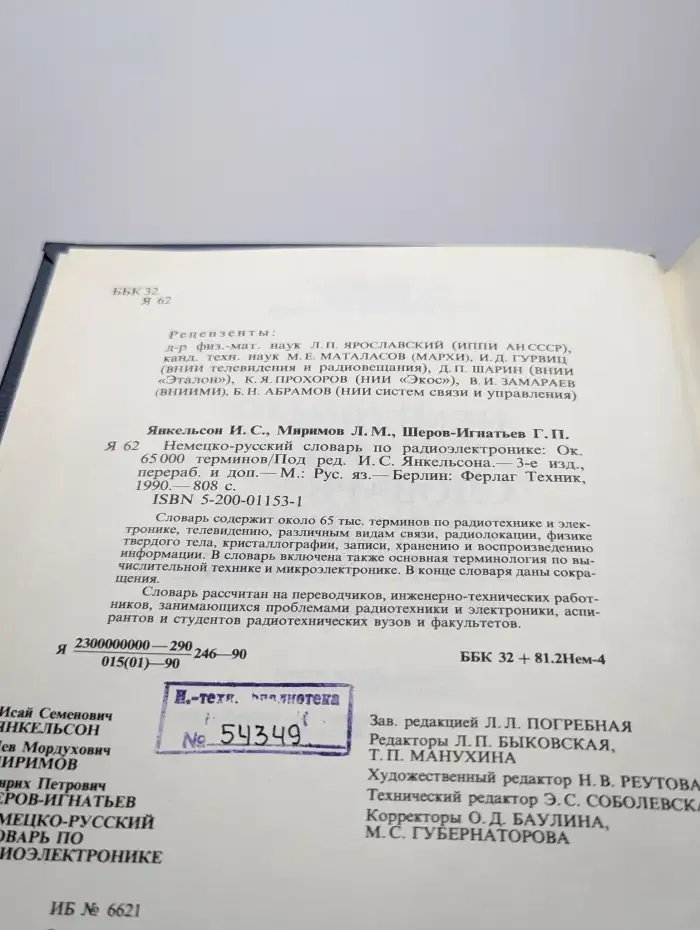 ББК 32
Я 62
Рецензенты:
д-р физ.-мат. наук Л.П. ЯРОСЛАВСКИЙ (ИППИ АН СССР),
канд. техн. наук М.Е. МАТАЛАСОВ (МАРХИ), И.Д. ГУРВИЦ
(ВНИИ телевидения и радиовещания), Д.П. ШАРИН (ВНИИ
«Эталон»), К.Я. ПРОХОРОВ (НИИ «Экос»), В.И. ЗАМАРАЕВ
(ВНИИМИ), Б.Н. АБРАМОВ (НИИ систем связи и управления)
Янкельсон И.С., Миримов Л.М., Шеров-Игнатьев Г.П.
Я 62 Немецко-русский словарь по радиоэлектронике: Ок.
65 000 терминов/Под ред. И.С. Янкельсона.— 3-е изд.,
перераб. и доп.— М.: Рус. яз.— Берлин: Ферлаг Техник,
1990.— 808 с.
ISBN 5-200-01153-1
Словарь содержит около 65 тыс. терминов по радиотехнике и элек-
тронике, телевидению, различным видам связи, радиолокации, физике
твердого тела, кристаллографии, записи, хранению и воспроизведению
информации. В словарь включена также основная терминология по вы-
числительной технике и микроэлектронике. В конце словаря даны сокра-
щения.
Словарь рассчитан на переводчиков, инженерно-технических работ-
ников, занимающихся проблемами радиотехники и электроники, аспи-
рантов и студентов радиотехнических вузов и факультетов.
Я 2300000000—290
015(01)—90 246—90
ББК 32 + 81.2Нем-4
И.-техн. библиотека
№ 54349
Исай Семенович
ЯНКЕЛЬСОН
Лев Мордухович
МИРИМОВ
ирих Петрович
ЕРОВ-ИГНАТЬЕВ
МЕЦКО-РУССКИЙ
ОВАРЬ ПО
ИОЭЛЕКТРОНИКЕ
Зав. редакцией Л.Л. ПОГРЕБНАЯ
Редакторы Л.П. БЫКОВСКАЯ,
Т.П. МАНУХИНА
Художественный редактор Н.В. РЕУТОВА
Технический редактор Э.С. СОБОЛЕВСКА
Корректоры О.Д. БАУЛИНА,
М.С. ГУБЕРНАТОРОВА
ИБ № 6621